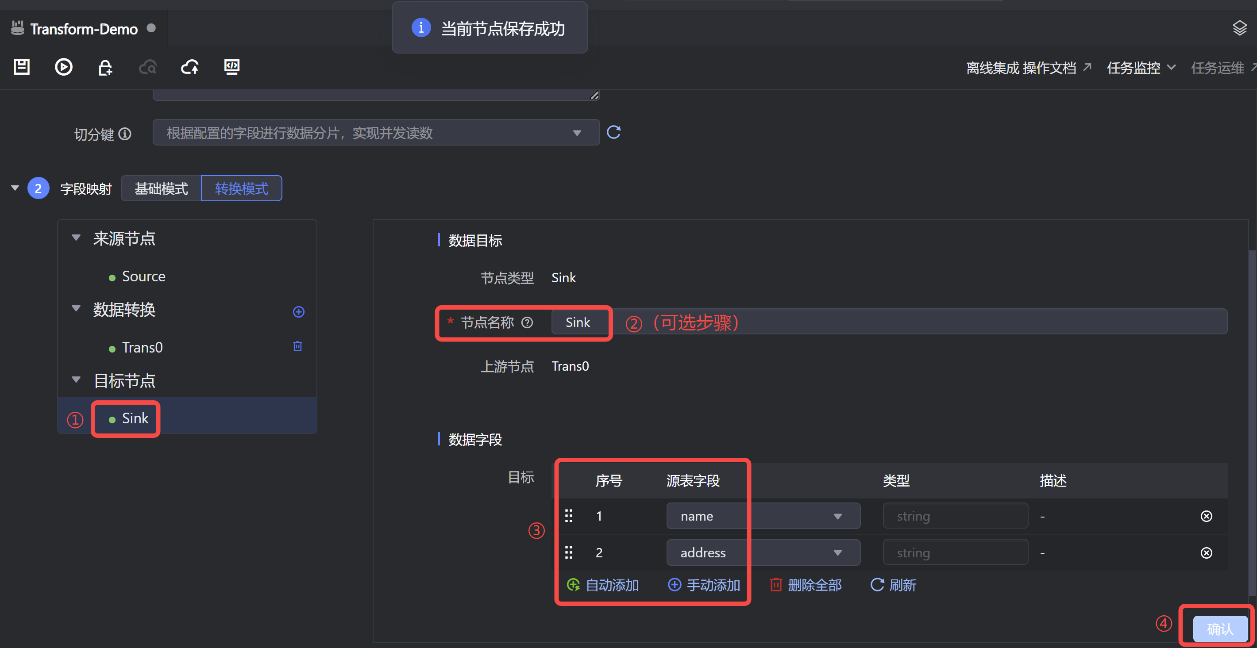 Transform-Demo
当前节点保存成功
离线集成 操作文档 任务监控 任务运维
切分键 根据配置的字段进行数据分片，实现并发读数
2 字段映射 基础模式 转换模式
来源节点
Source
数据转换
Trans0
目标节点
① Sink
数据目标
节点类型 Sink
* 节点名称 Sink ②（可选步骤）
上游节点 Trans0
数据字段
目标 序号 源表字段 类型 描述
③
1 name string -
2 address string -
自动添加 手动添加 删除全部 刷新
④ 确认